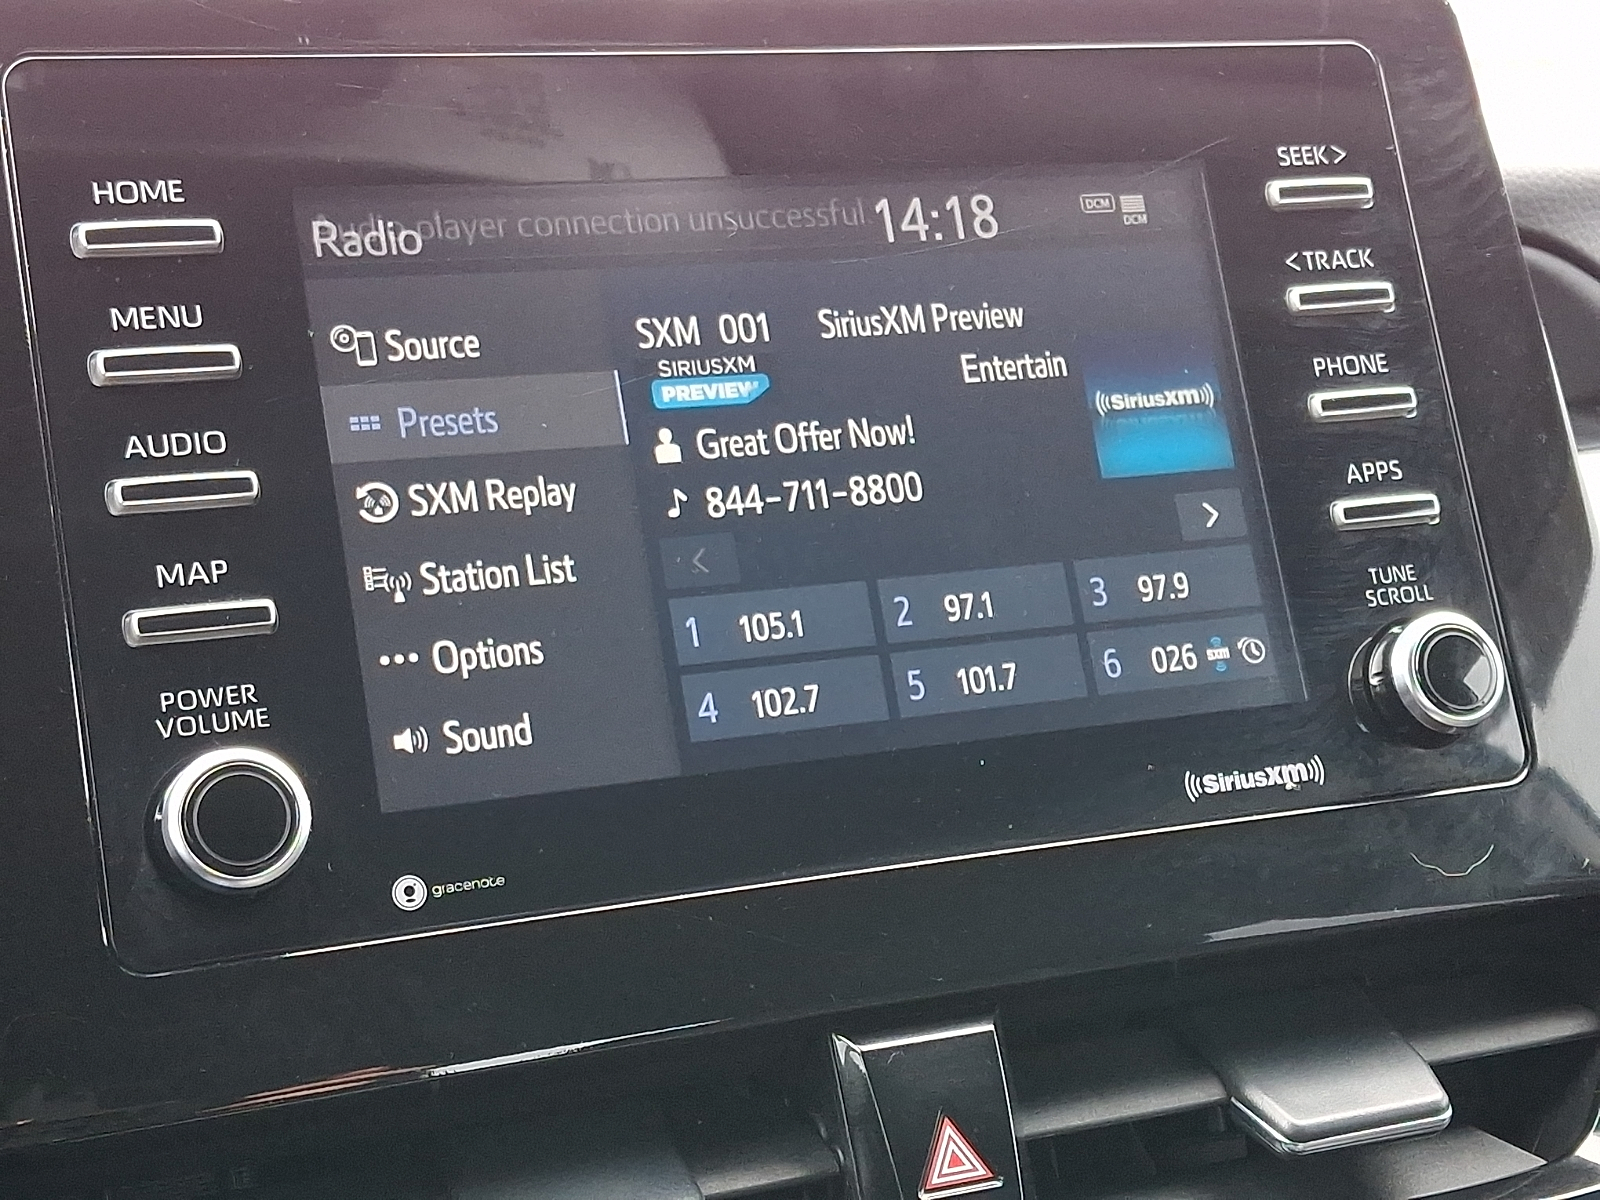 HOME
MENU
AUDIO
MAP
POWER
VOLUME
Audio player connection unsuccessful
Radio
14:18
DCM
DCM
Source
Presets
SXM Replay
Station List
Options
Sound
SXM 001 SiriusXM Preview
SIRIUSXM
PREVIEW
Entertain
((SiriusXM))
Great Offer Now!
844-711-8800
<
>
1 105.1
2 97.1
3 97.9
4 102.7
5 101.7
6 026 SXM
SEEK>
<TRACK
PHONE
APPS
TUNE
SCROLL
gracenote
((SiriusXM))